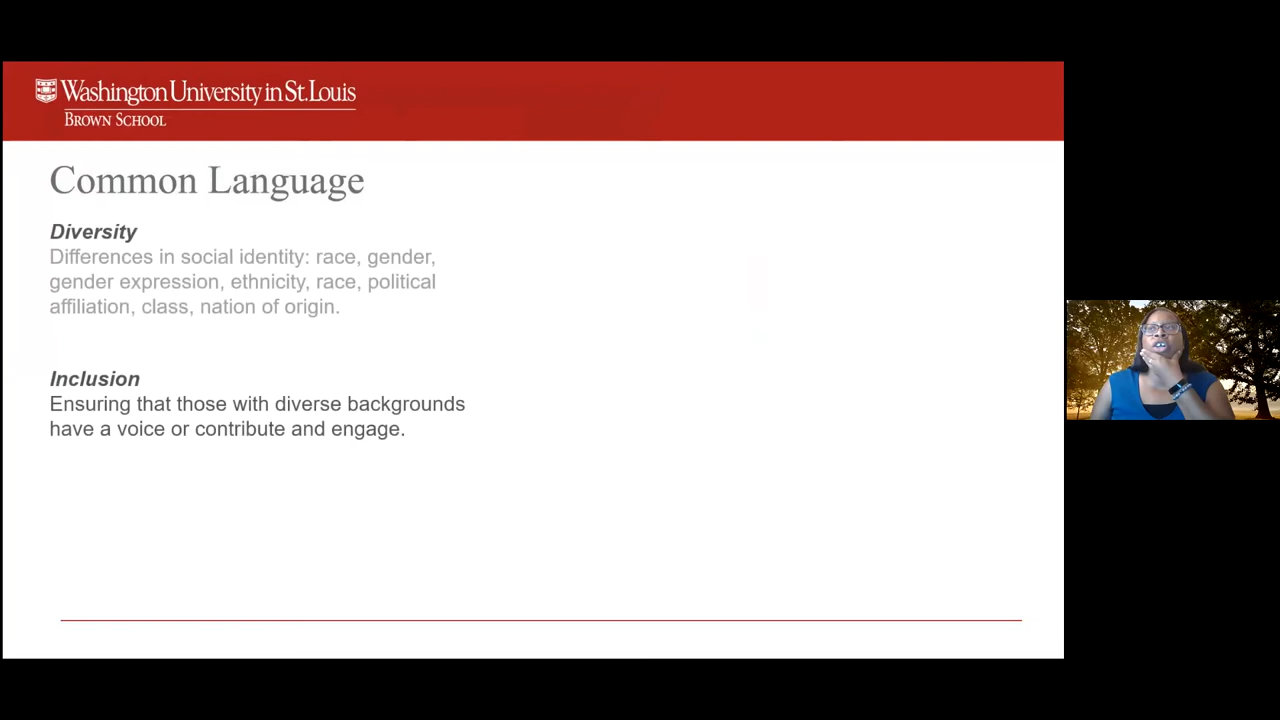 Washington University in St. Louis
BROWN SCHOOL
Common Language
Diversity
Differences in social identity: race, gender,
gender expression, ethnicity, race, political
affiliation, class, nation of origin.
Inclusion
Ensuring that those with diverse backgrounds
have a voice or contribute and engage.